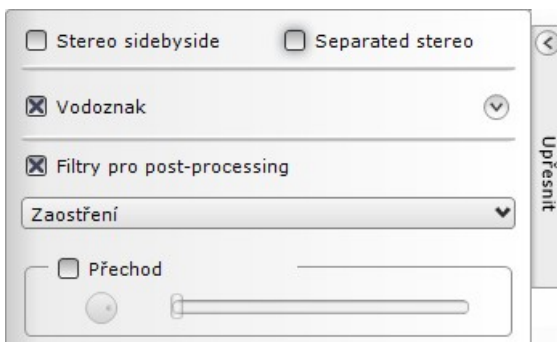 Stereo sidebyside Separated stereo
Vodoznak
Filtry pro post-processing
Zaostření
Přechod
Upřesnit